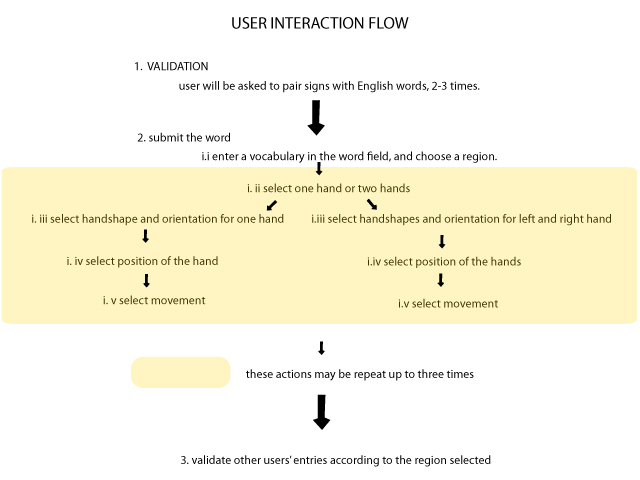 USER INTERACTION FLOW
1. VALIDATION
user will be asked to pair signs with English words, 2-3 times.
2. submit the word
i.i enter a vocabulary in the word field, and choose a region.
i. ii select one hand or two hands
i. iii select handshape and orientation for one hand
i.iii select handshapes and orientation for left and right hand
i. iv select position of the hand
i.iv select position of the hands
i. v select movement
i.v select movement
these actions may be repeat up to three times
3. validate other users' entries according to the region selected